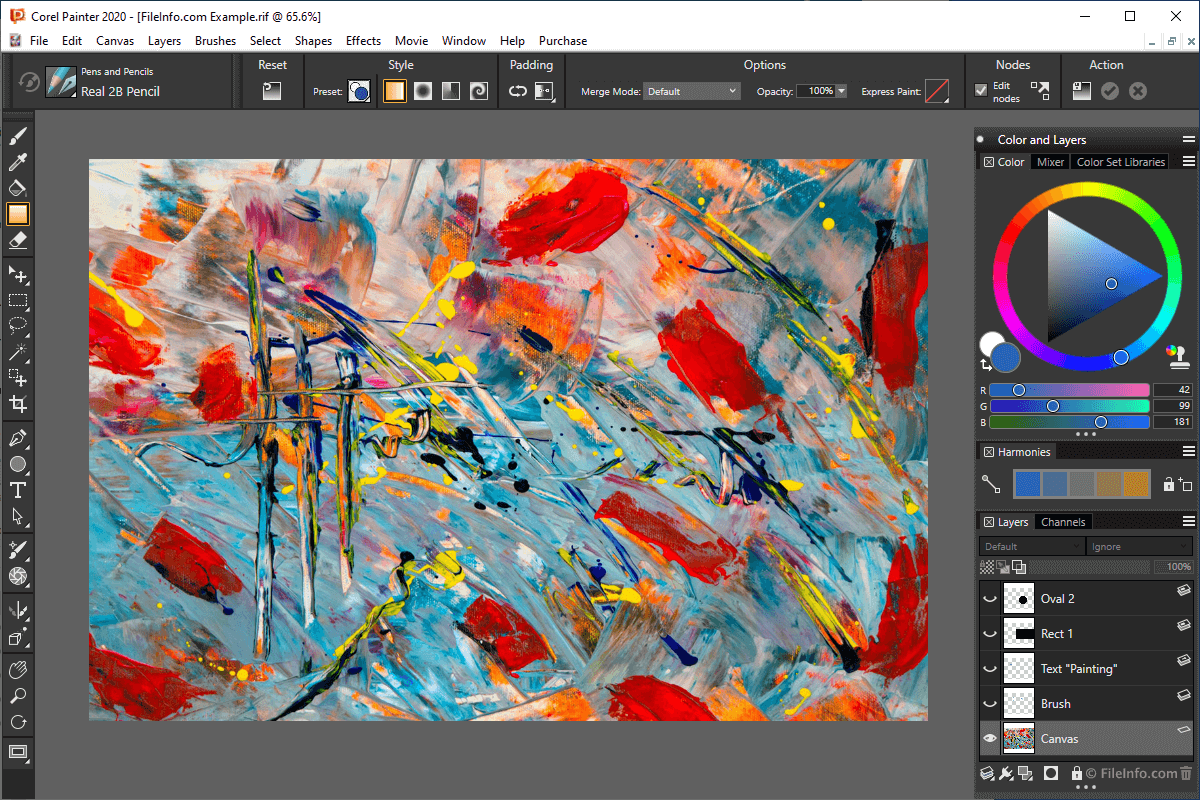 Corel Painter 2020 - [FileInfo.com Example.rif @ 65.6%]
File Edit Canvas Layers Brushes Select Shapes Effects Movie Window Help Purchase
Pens and Pencils
Real 2B Pencil
Reset
Style
Preset:
Padding
Options
Merge Mode: Default Opacity: 100% Express Paint:
Nodes
Edit
nodes
Action
Color and Layers
Color Mixer Color Set Libraries
R 42
G 99
B 181
Harmonies
Layers Channels
Default Ignore
100%
Oval 2
Rect 1
Text "Painting"
Brush
Canvas
© FileInfo.com
T